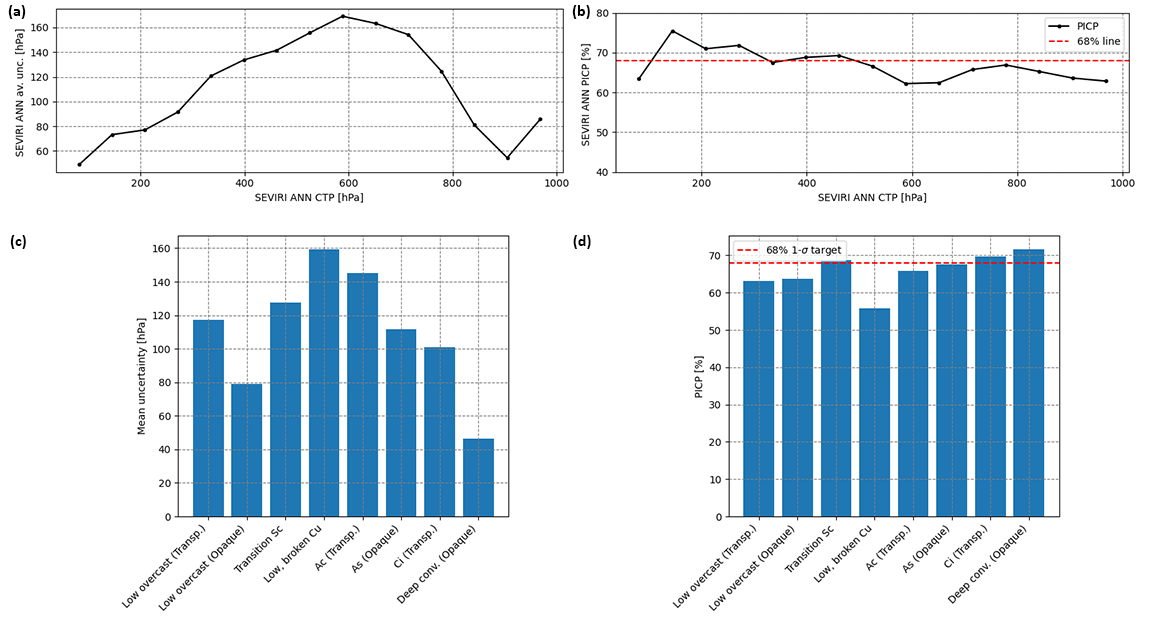 (a)
SEVIRI ANN av. unc. [hPa]
160
140
120
100
80
60
200
400
600
800
1000
SEVIRI ANN CTP [hPa]
(b)
SEVIRI ANN PICP [%]
80
70
60
50
40
PICP
68% line
200
400
600
800
1000
SEVIRI ANN CTP [hPa]
(c)
Mean uncertainty [hPa]
160
140
120
100
80
60
40
20
0
Low overcast (Transp.)
Low overcast (Opaque)
Transition Sc
Low, broken Cu
Ac (Transp.)
As (Opaque)
Ci (Transp.)
Deep conv. (Opaque)
(d)
PICP [%]
68% 1-σ target
70
60
50
40
30
20
10
0
Low overcast (Transp.)
Low overcast (Opaque)
Transition Sc
Low, broken Cu
Ac (Transp.)
As (Opaque)
Ci (Transp.)
Deep conv. (Opaque)